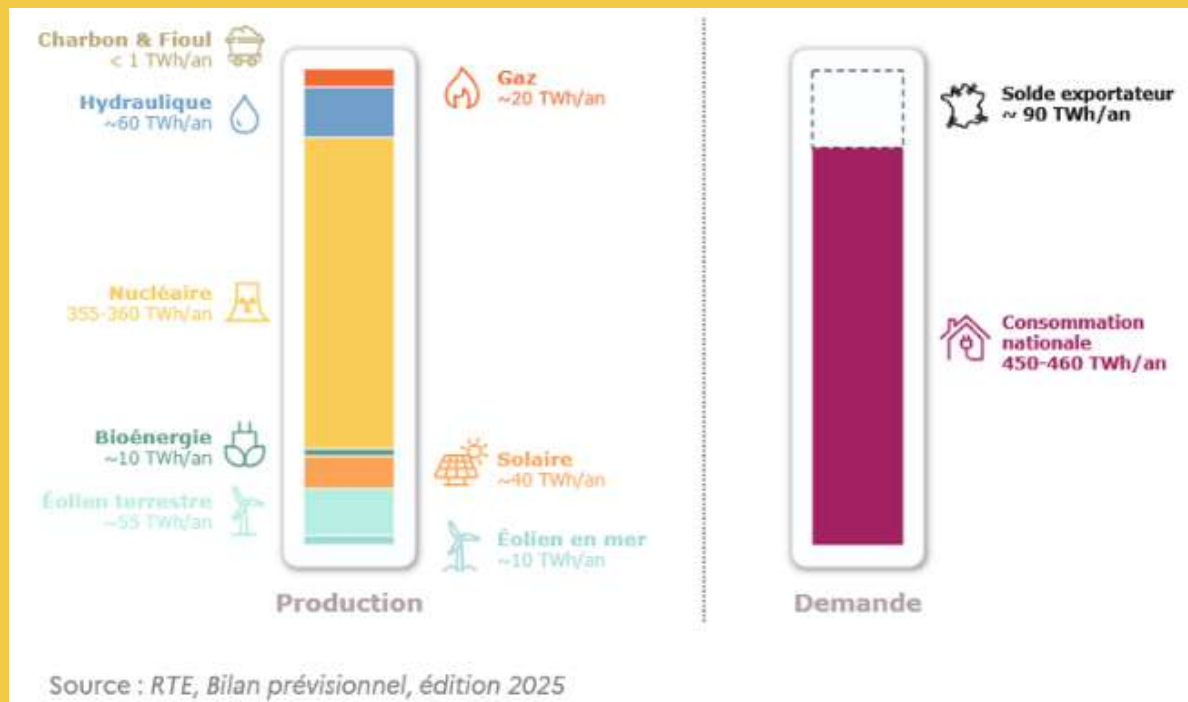 Charbon & Fioul
< 1 TWh/an
Hydraulique
~60 TWh/an
Gaz
~20 TWh/an
Nucléaire
355-360 TWh/an
Bioénergie
~10 TWh/an
Solaire
~40 TWh/an
Éolien terrestre
~55 TWh/an
Éolien en mer
~10 TWh/an
Production
Solde exportateur
~ 90 TWh/an
Consommation
nationale
450-460 TWh/an
Demande
Source : RTE, Bilan prévisionnel, édition 2025